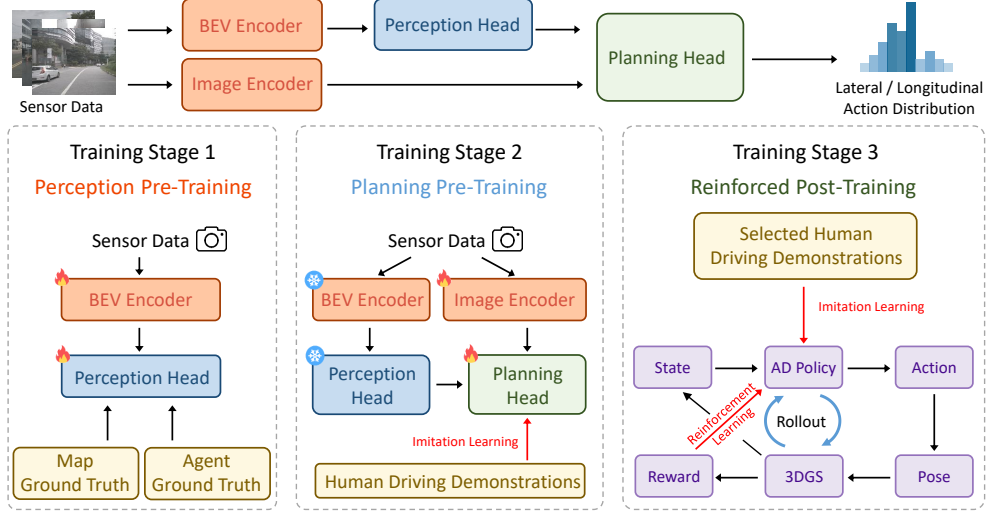 BEV Encoder
Perception Head
Image Encoder
Planning Head
Sensor Data
Lateral / Longitudinal
Action Distribution
Training Stage 1
Perception Pre-Training
Sensor Data
BEV Encoder
Perception Head
Map
Ground Truth
Agent
Ground Truth
Training Stage 2
Planning Pre-Training
Sensor Data
BEV Encoder
Image Encoder
Perception
Head
Planning
Head
Imitation Learning
Human Driving Demonstrations
Training Stage 3
Reinforced Post-Training
Selected Human
Driving Demonstrations
Imitation Learning
State
AD Policy
Action
Reinforcement
Learning
Rollout
Reward
3DGS
Pose